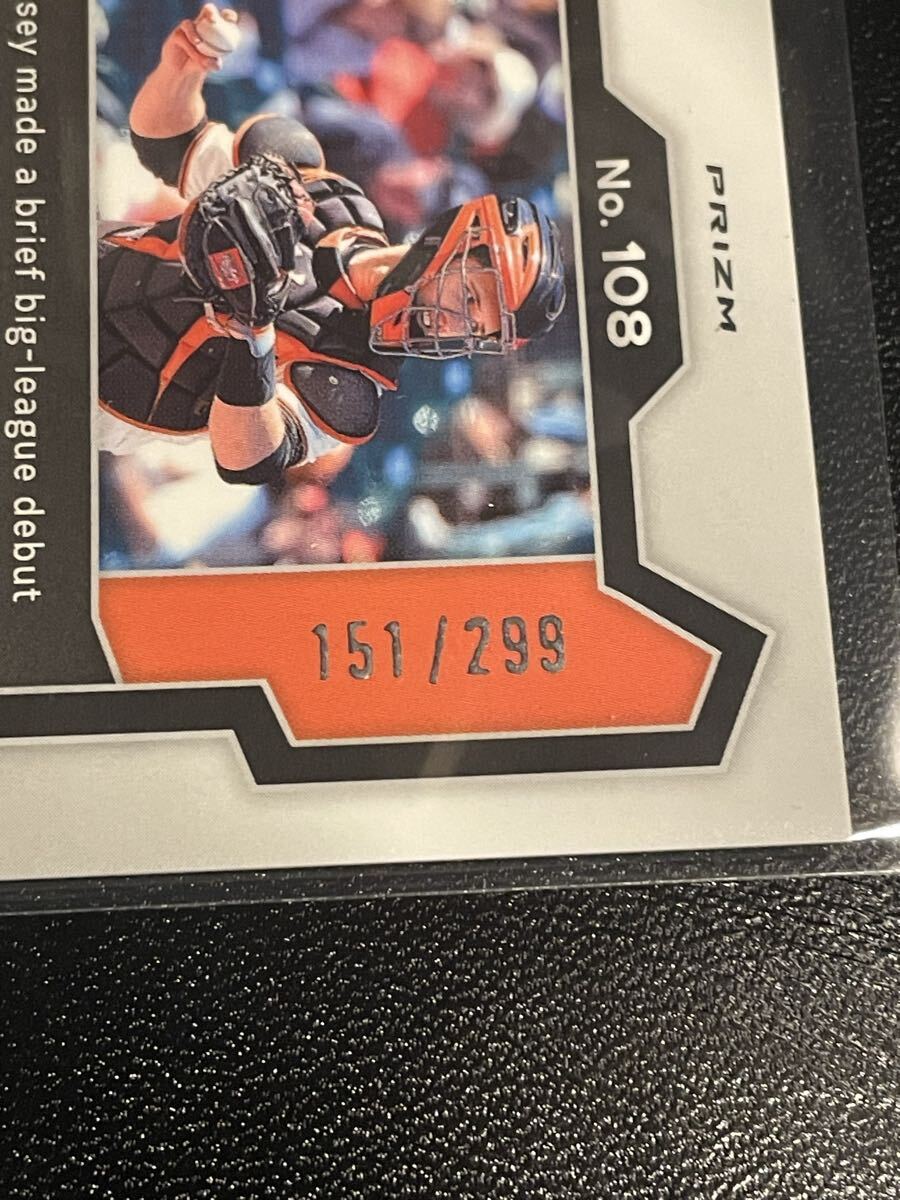 PRIZM
No. 108
sey made a brief big-league debut
151/299